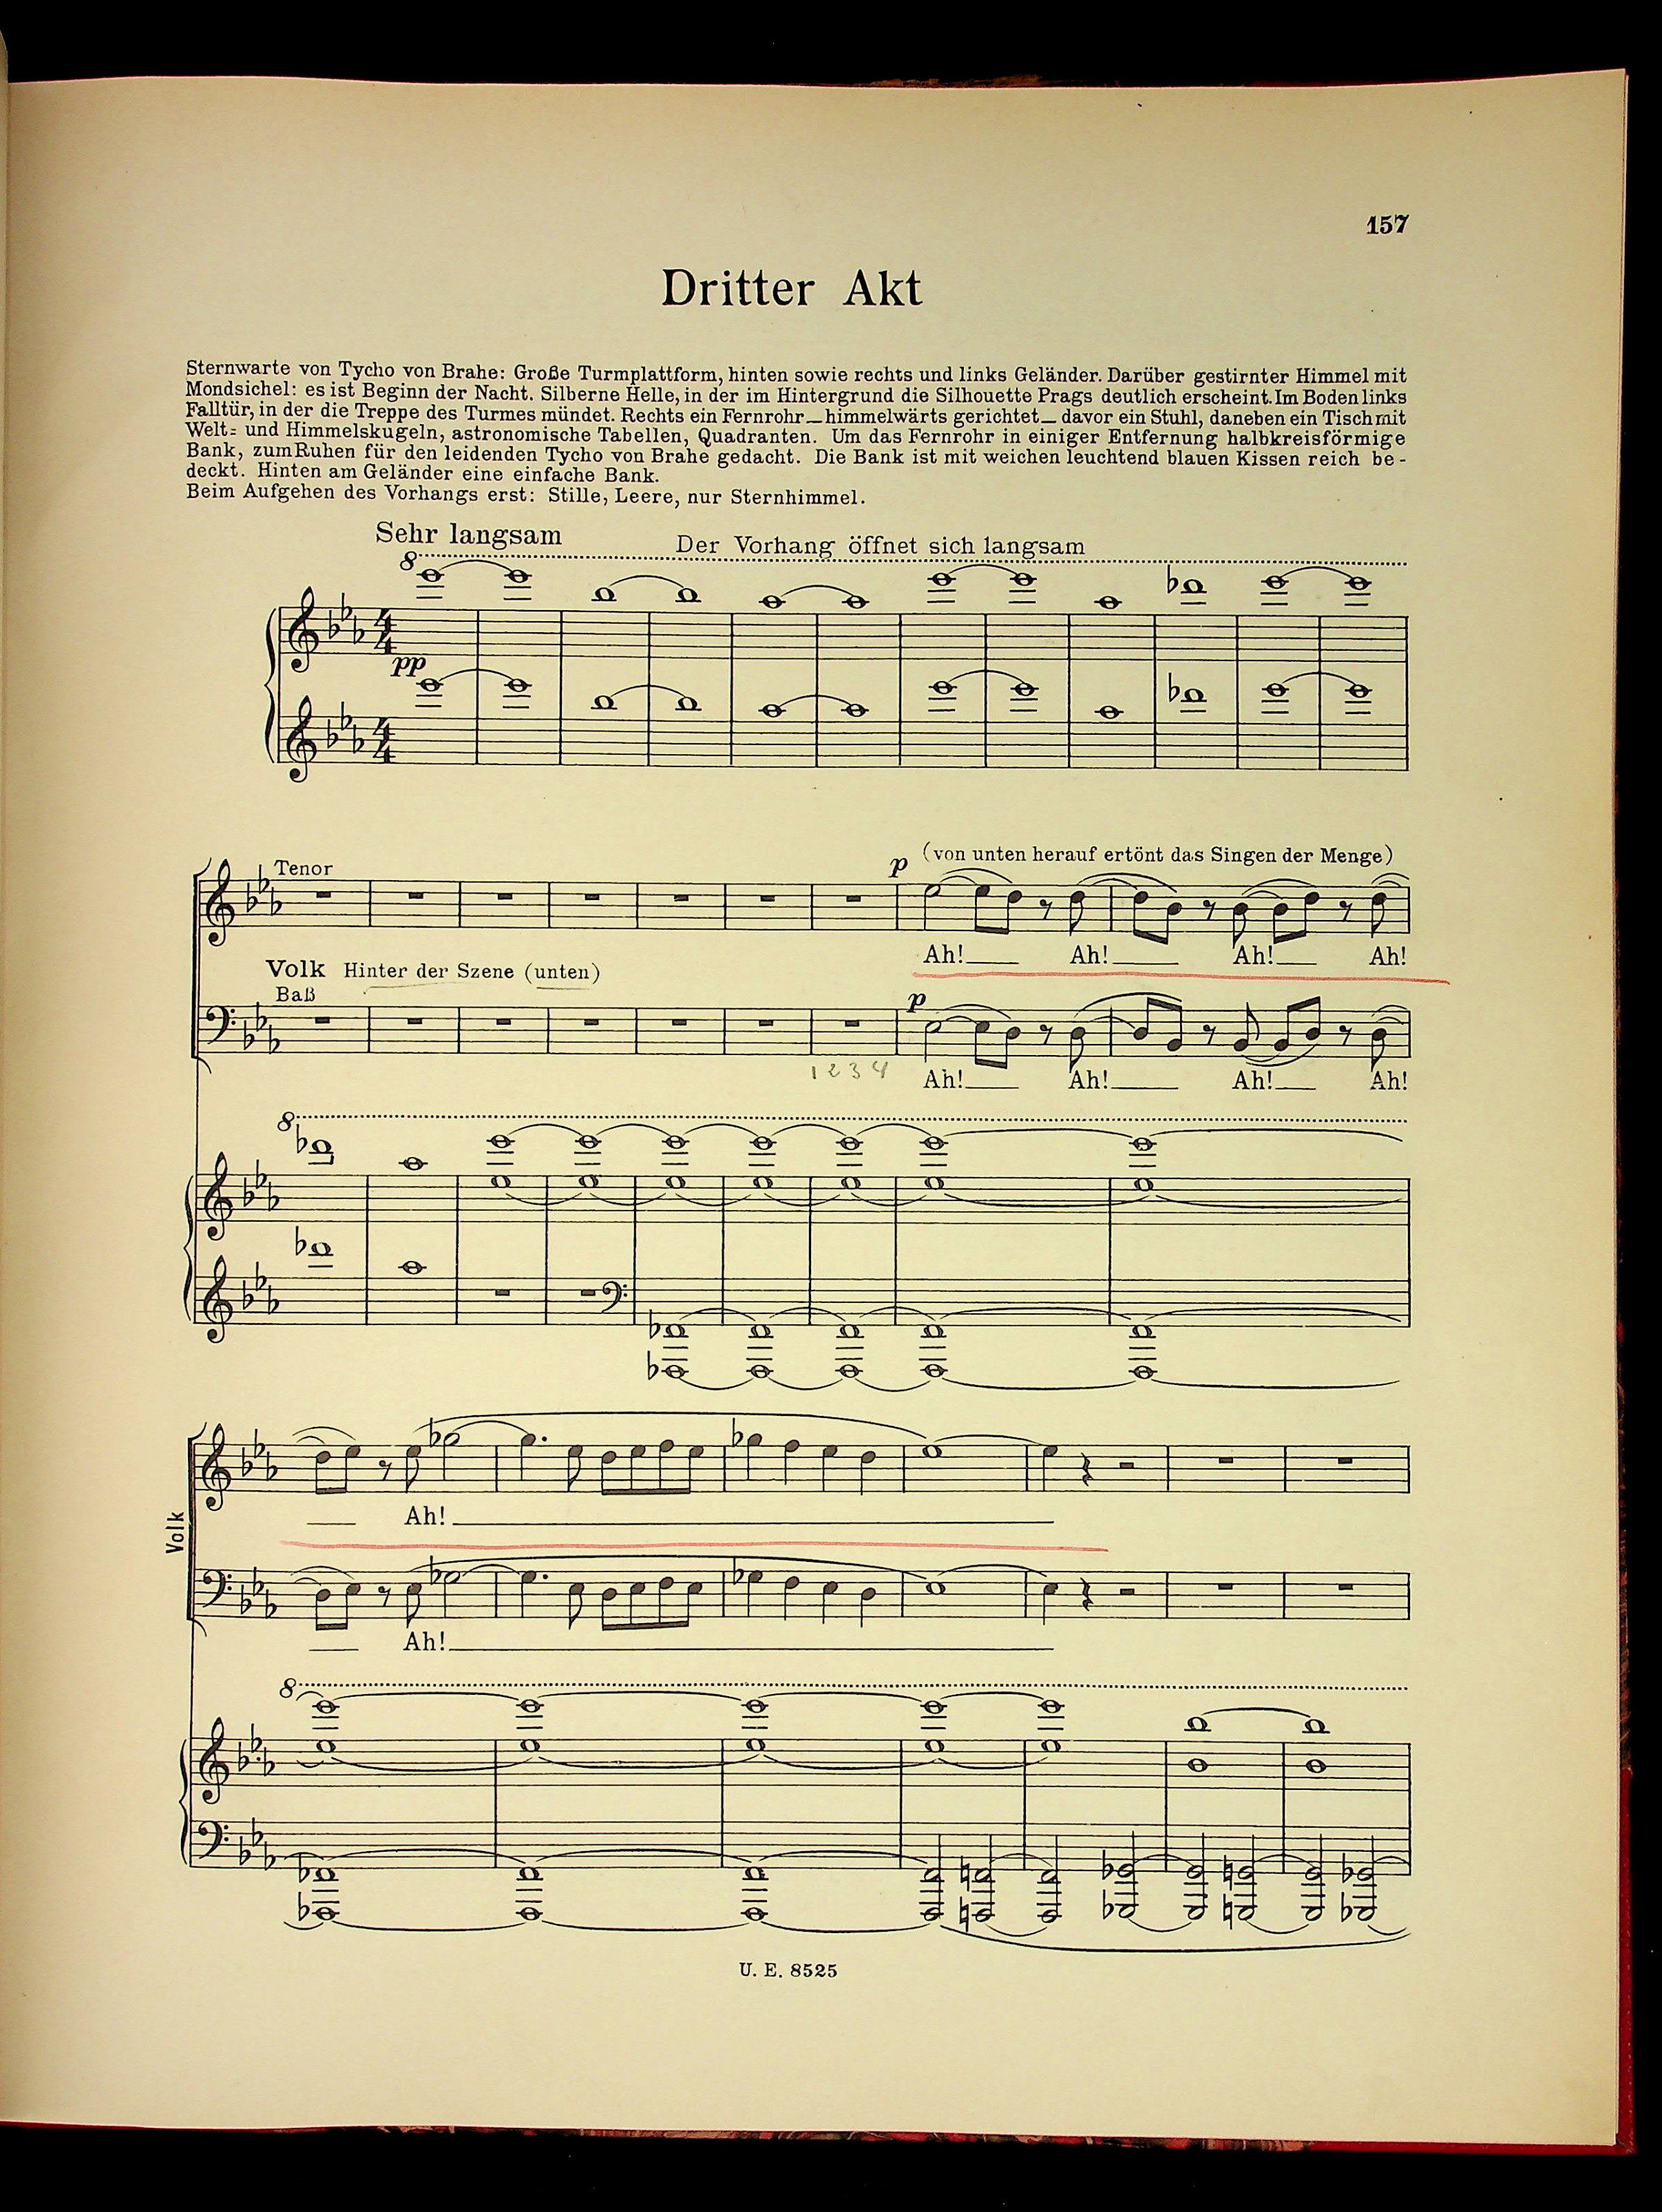 157
Dritter Akt
Sternwarte von Tycho von Brahe: Große Turmplattform, hinten sowie rechts und links Geländer. Darüber gestirnter Himmel mit
Mondsichel: es ist Beginn der Nacht. Silberne Helle, in der im Hintergrund die Silhouette Prags deutlich erscheint. Im Boden links
Falltür, in der die Treppe des Turmes mündet. Rechts ein Fernrohr — himmelwärts gerichtet — davor ein Stuhl, daneben ein Tisch mit
Welt- und Himmelskugeln, astronomische Tabellen, Quadranten. Um das Fernrohr in einiger Entfernung halbkreisförmige
Bank, zum Ruhen für den leidenden Tycho von Brahe gedacht. Die Bank ist mit weichen leuchtend blauen Kissen reich be-
deckt. Hinten am Geländer eine einfache Bank.
Beim Aufgehen des Vorhangs erst: Stille, Leere, nur Sternhimmel.
Sehr langsam
Der Vorhang öffnet sich langsam
8
4 4
pp
4 4
Tenor
p (von unten herauf ertönt das Singen der Menge)
Ah! Ah! Ah! Ah!
Volk Hinter der Szene (unten)
Baß
p
1 2 3 4
Ah! Ah! Ah! Ah!
8
Volk
Ah!
Ah!
8
U. E. 8525